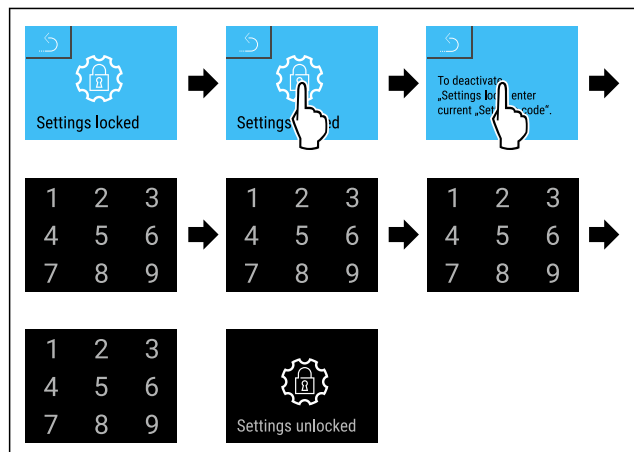 Settings locked
Settings ed
To deactivate
„Settings lo enter
current „Set code".
1 2 3
4 5 6
7 8 9
1 2 3
4 5 6
7 8 9
1 2 3
4 5 6
7 8 9
1 2 3
4 5 6
7 8 9
Settings unlocked